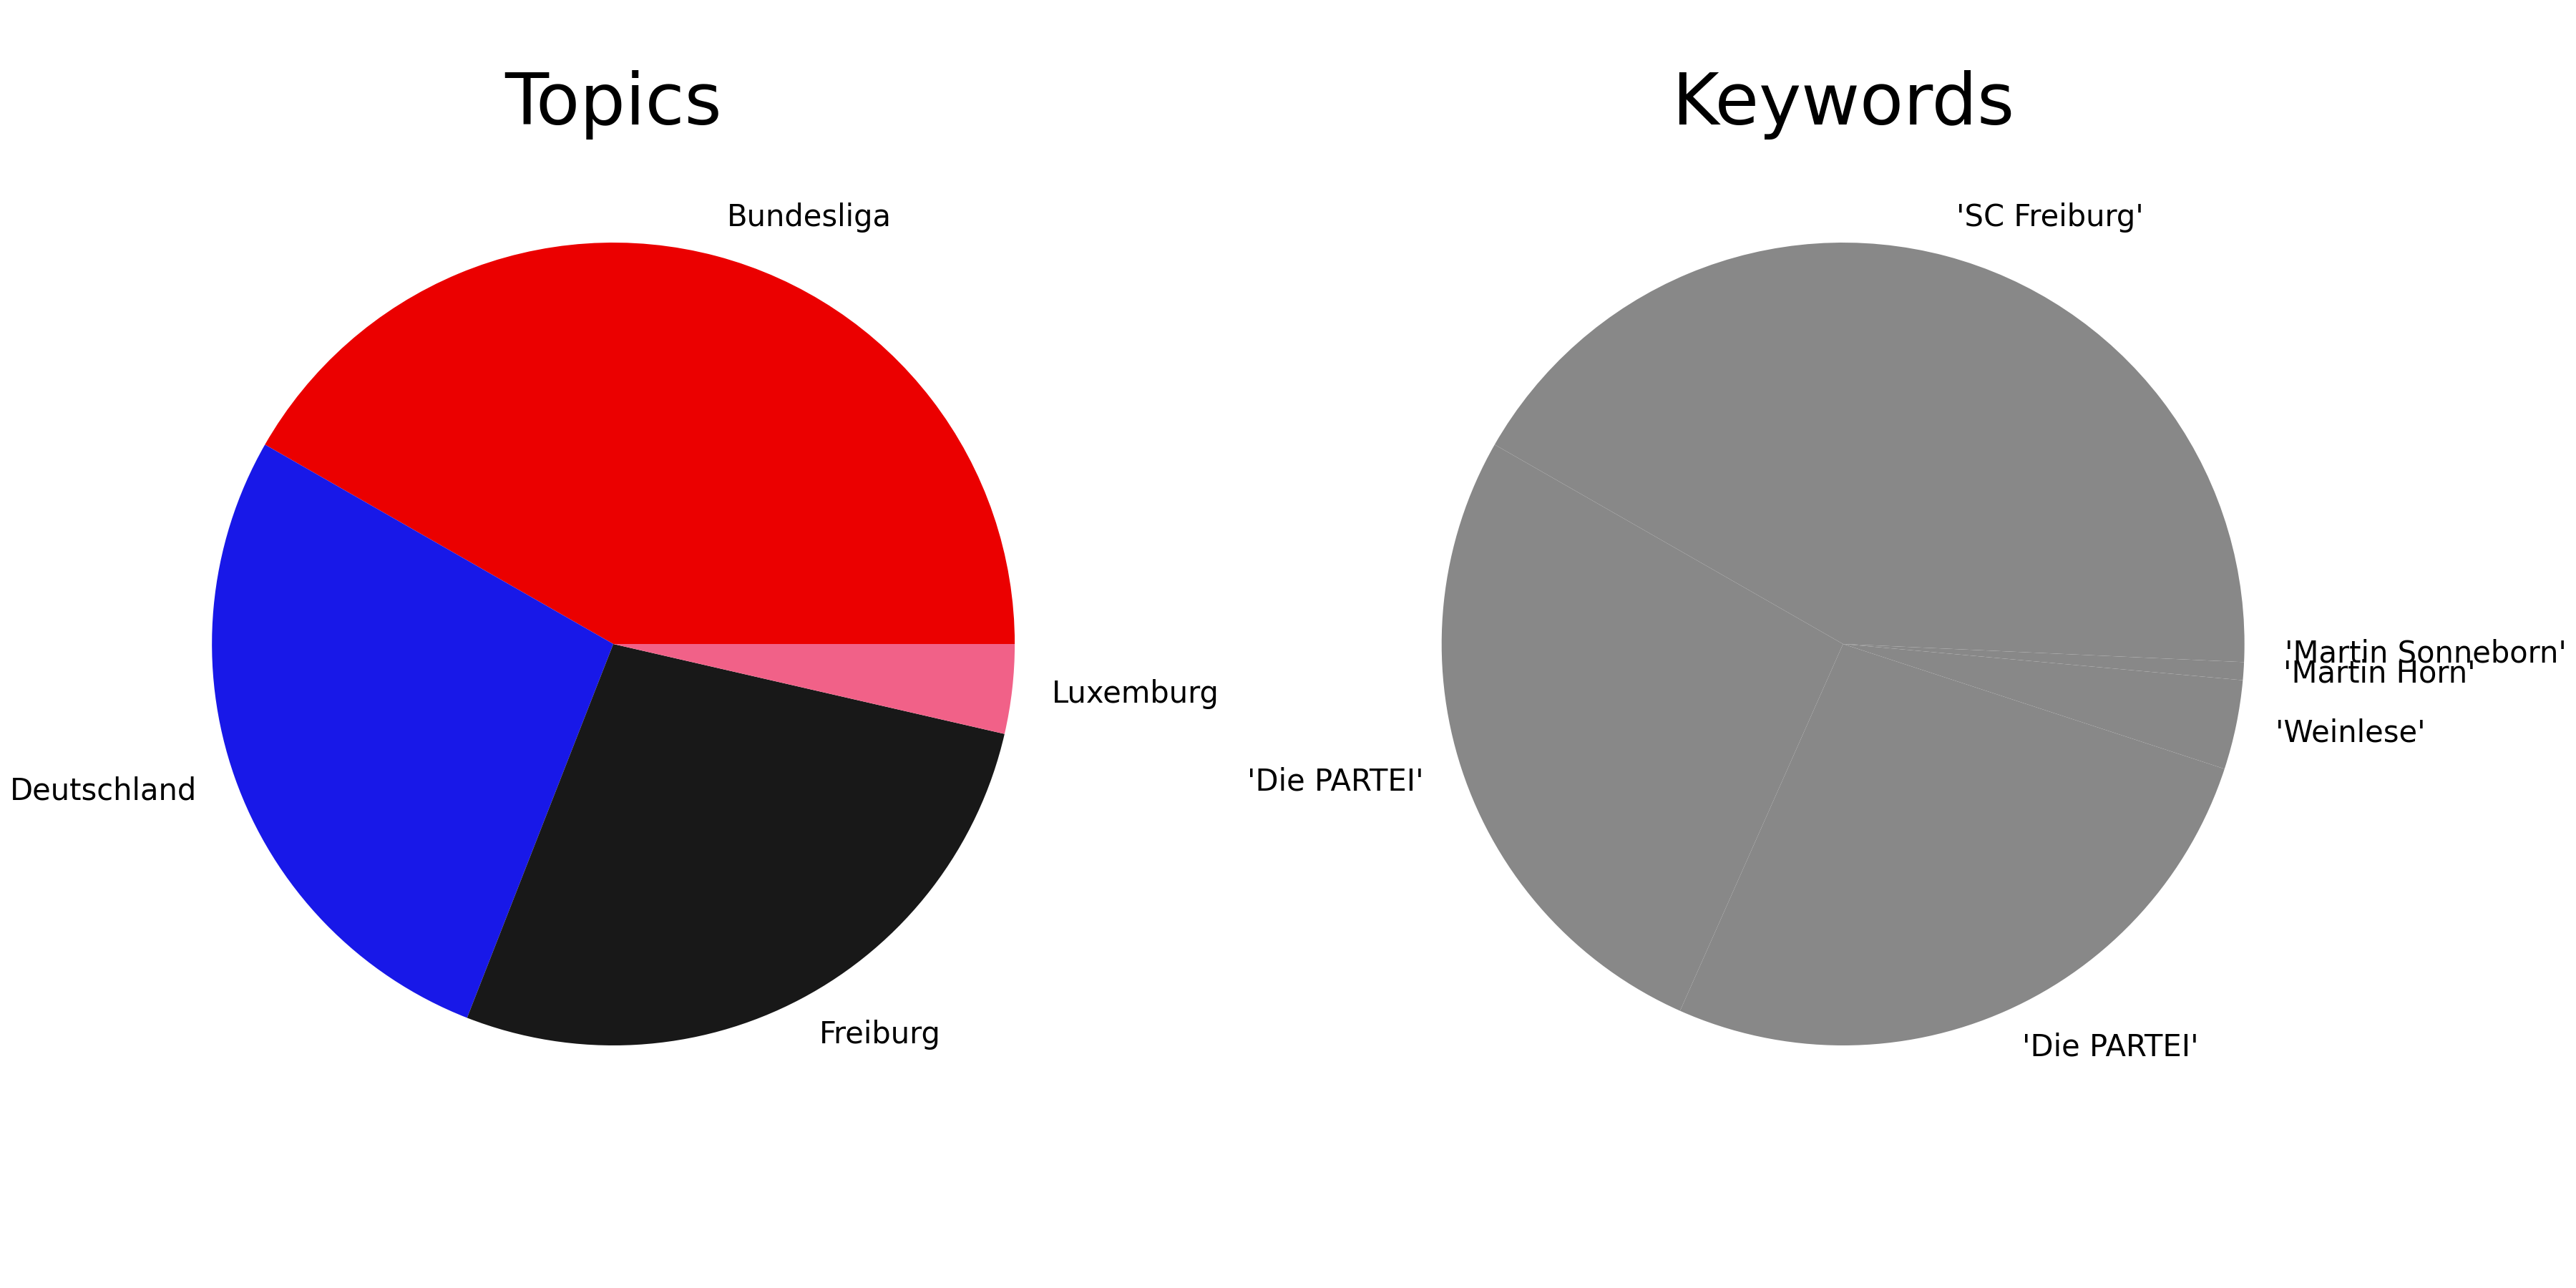 Topics
Bundesliga
Luxemburg
Deutschland
Freiburg
Keywords
'SC Freiburg'
'Martin Sonneborn'
'Martin Horn'
'Weinlese'
'Die PARTEI'
'Die PARTEI'